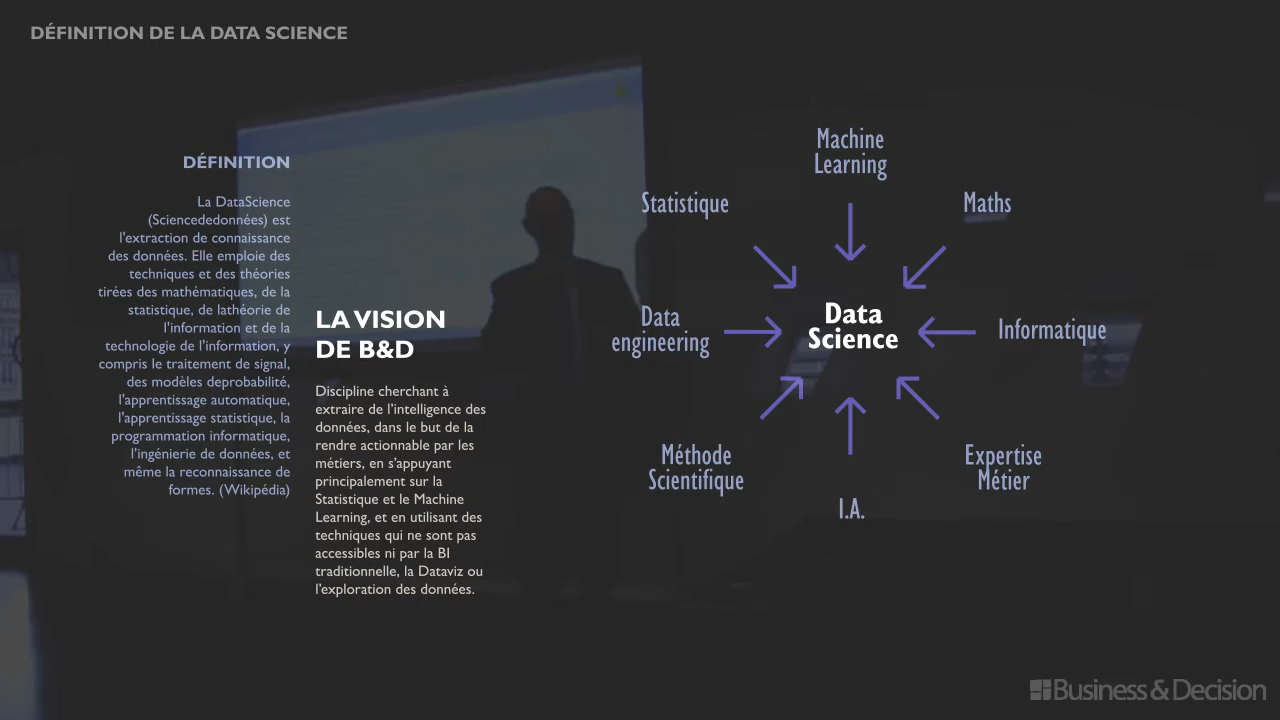 DÉFINITION DE LA DATA SCIENCE
DÉFINITION
La DataScience
(Sciencededonnées) est
l'extraction de connaissance
des données. Elle emploie des
techniques et des théories
tirées des mathématiques, de la
statistique, de lathéorie de
l'information et de la
technologie de l'information, y
compris le traitement de signal,
des modèles deprobabilité,
l'apprentissage automatique,
l'apprentissage statistique, la
programmation informatique,
l'ingénierie de données, et
même la reconnaissance de
formes. (Wikipédia)
LA VISION
DE B&D
Discipline cherchant à
extraire de l'intelligence des
données, dans le but de la
rendre actionnable par les
métiers, en s'appuyant
principalement sur la
Statistique et le Machine
Learning, et en utilisant des
techniques qui ne sont pas
accessibles ni par la BI
traditionnelle, la Dataviz ou
l'exploration des données.
Machine
Learning
Statistique
Maths
Data
Science
Data
engineering
Informatique
Méthode
Scientifique
Expertise
Métier
I.A.
Business & Decision